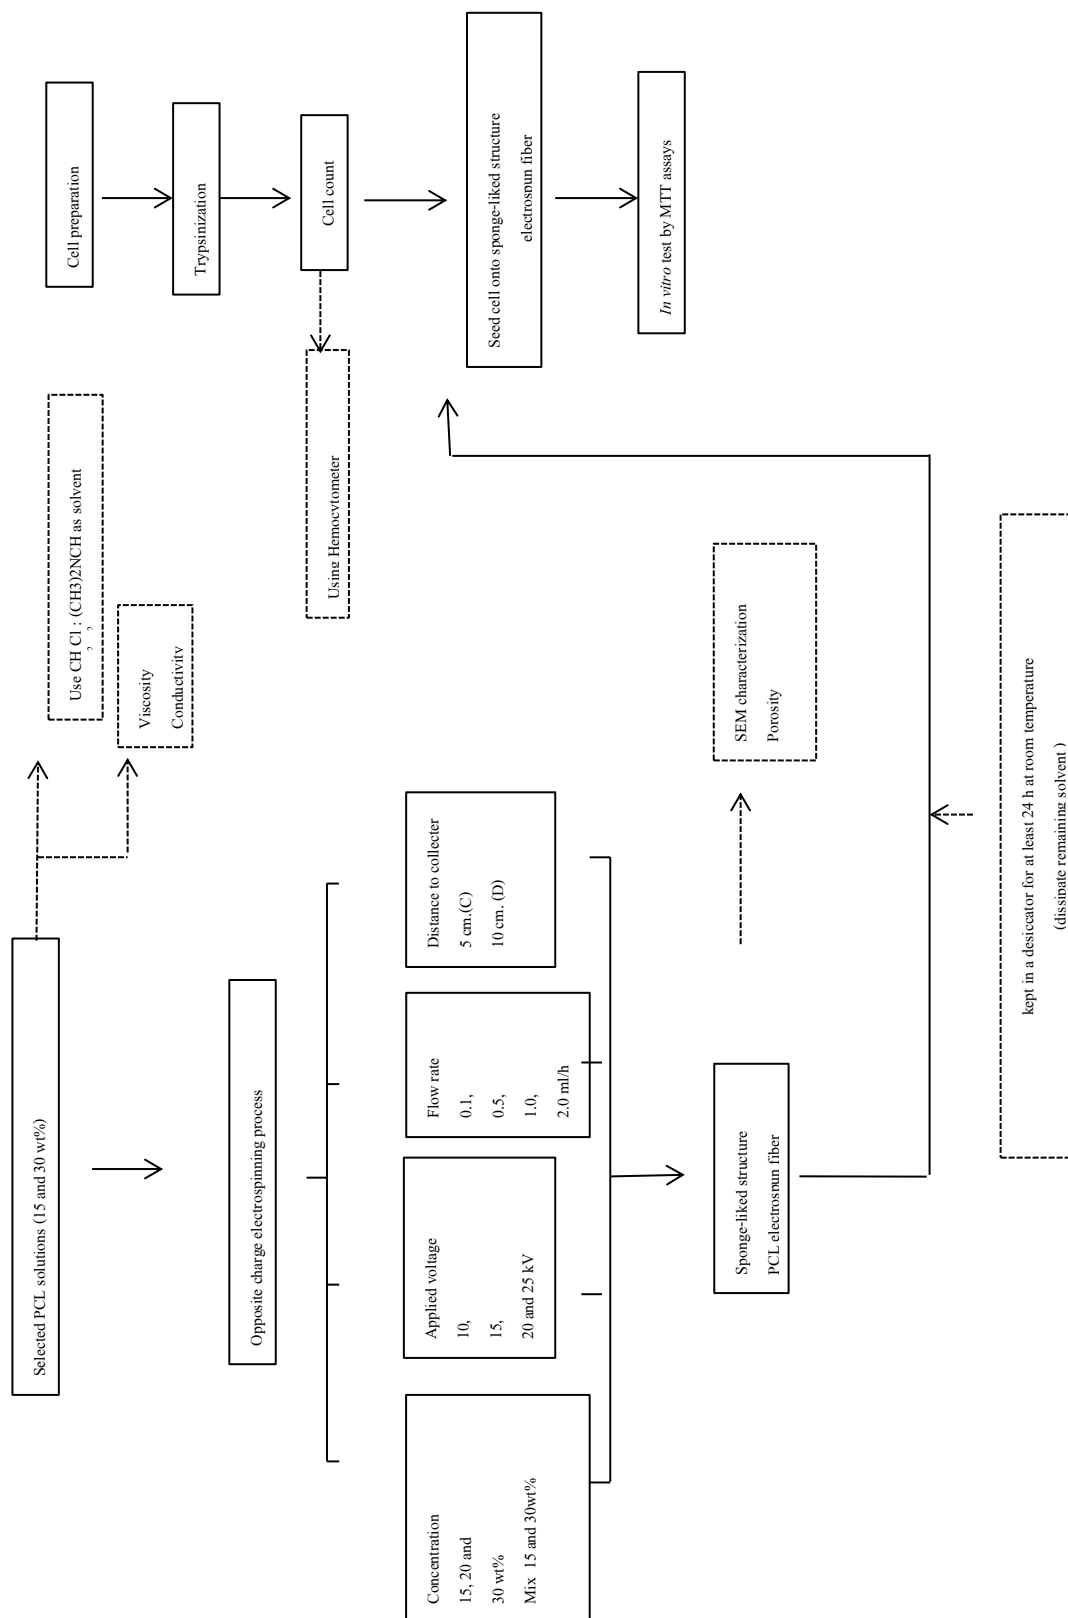 Selected PCL solutions (15 and 30 wt%)
Use CH Cl : (CH3)2NCH as solvent
2 2
Viscosity
Conductivity
Opposite charge electrospinning process
Concentration
15, 20 and
30 wt%
Mix 15 and 30wt%
Applied voltage
10,
15,
20 and 25 kV
Flow rate
0.1,
0.5,
1.0,
2.0 ml/h
Distance to collecter
5 cm.(C)
10 cm. (D)
Sponge-liked structure
PCL electrospun fiber
SEM characterization
Porosity
kept in a desiccator for at least 24 h at room temperature
(dissipate remaining solvent )
Cell preparation
Trypsinization
Cell count
Using Hemocytometer
Seed cell onto sponge-liked structure
electrospun fiber
In vitro test by MTT assays